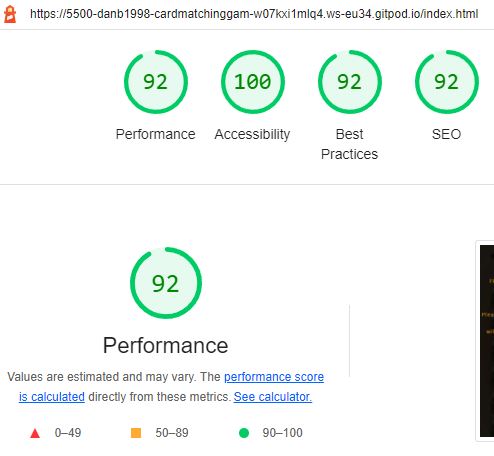 https://5500-danb1998-cardmatchinggam-w07kxi1mlq4.ws-eu34.gitpod.io/index.html
92 100 92 92
Performance Accessibility Best Practices SEO
92
Performance
Values are estimated and may vary. The performance score
is calculated directly from these metrics. See calculator.
0–49 50–89 90–100